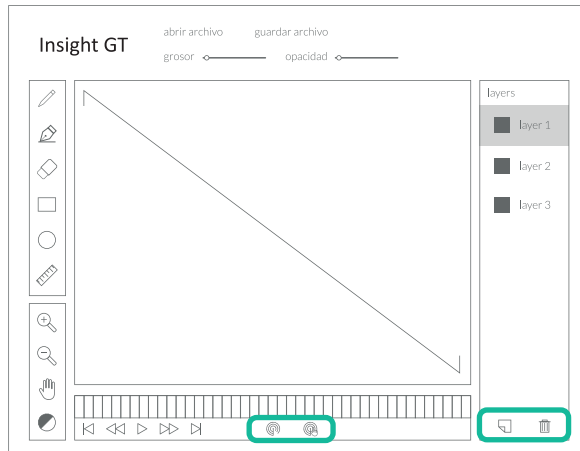 Insight GT
abrir archivo guardar archivo
grosor opacidad
layers
layer 1
layer 2
layer 3